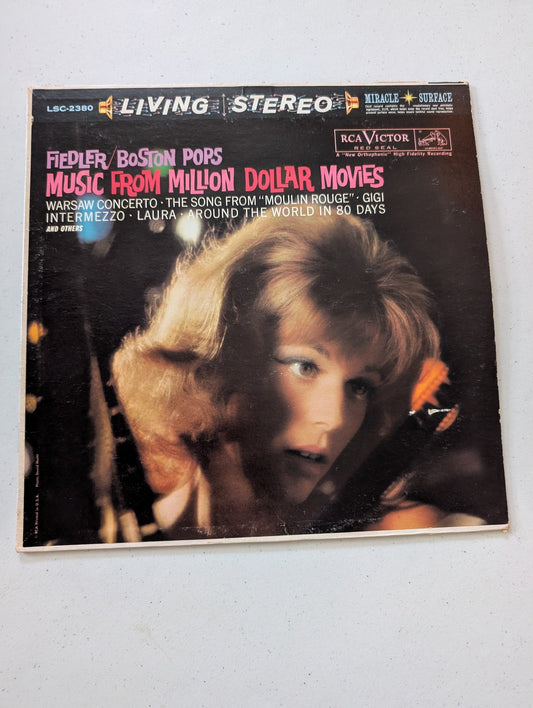 LSC-2380 LIVING STEREO MIRACLE SURFACE
RCA VICTOR
RED SEAL
A "New Orthophonic" High Fidelity Recording
FIEDLER/BOSTON POPS
MUSIC FROM MILLION DOLLAR MOVIES
WARSAW CONCERTO · THE SONG FROM "MOULIN ROUGE" · GIGI
INTERMEZZO · LAURA · AROUND THE WORLD IN 80 DAYS
AND OTHERS